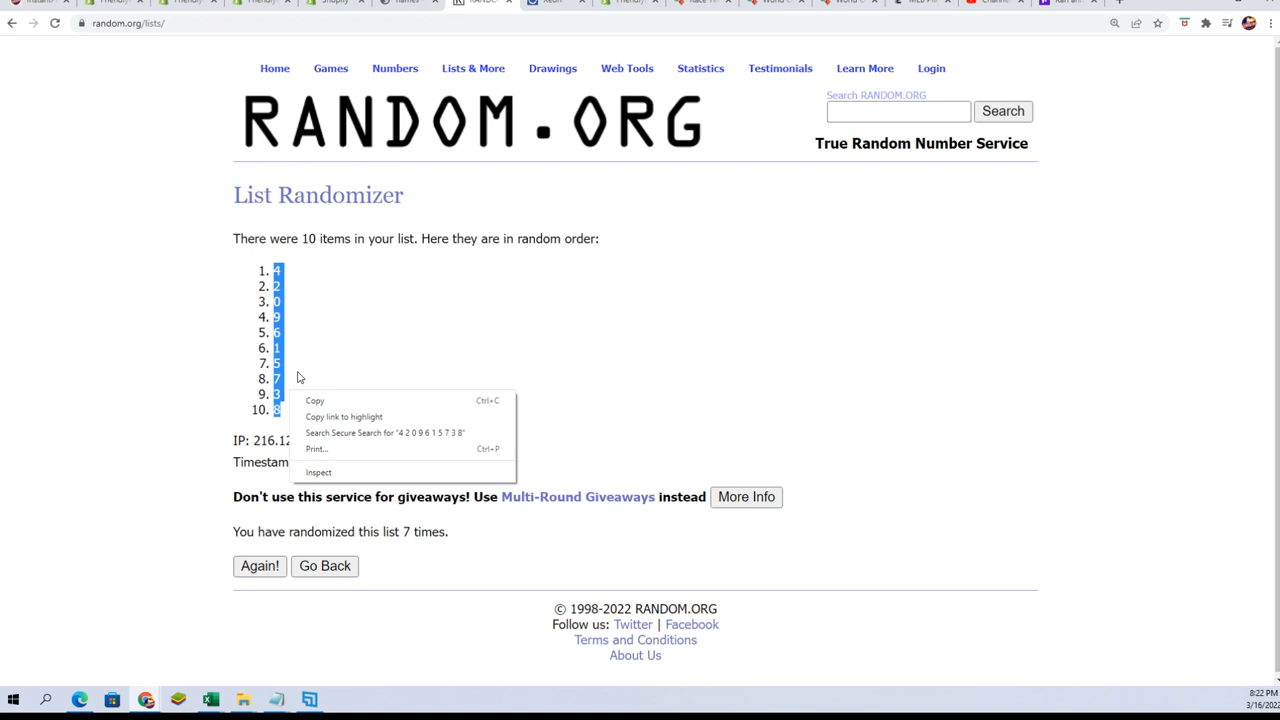 random.org/lists/
Home Games Numbers Lists & More Drawings Web Tools Statistics Testimonials Learn More Login
RANDOM.ORG
Search RANDOM.ORG
Search
True Random Number Service
List Randomizer
There were 10 items in your list. Here they are in random order:
1. 4
2. 2
3. 0
4. 9
5. 6
6. 1
7. 5
8. 7
9. 3
10. 8
Copy Ctrl+C
Copy link to highlight
Search Secure Search for "4 2 0 9 6 1 5 7 3 8"
Print... Ctrl+P
Inspect
IP: 216.12
Timestam
Don't use this service for giveaways! Use Multi-Round Giveaways instead More Info
You have randomized this list 7 times.
Again! Go Back
© 1998-2022 RANDOM.ORG
Follow us: Twitter | Facebook
Terms and Conditions
About Us
8:22 PM
3/16/202